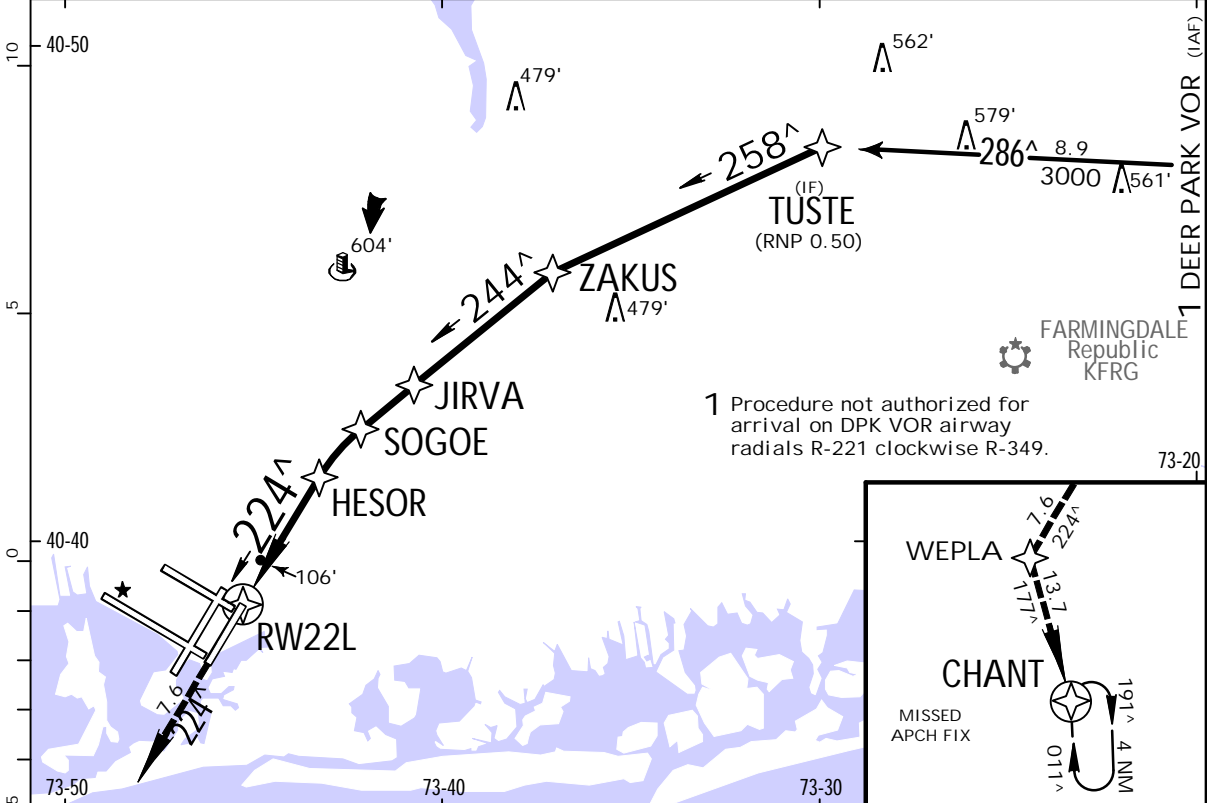 10
40-50
479'
562'
579'
286^
8.9
3000
561'
1 DEER PARK VOR (IAF)
258^
(IF)
TUSTE
(RNP 0.50)
604'
244^
ZAKUS
479'
5
FARMINGDALE
Republic
KFRG
JIRVA
1 Procedure not authorized for
arrival on DPK VOR airway
radials R-221 clockwise R-349.
SOGOE
73-20
224^
HESOR
0
40-40
106'
RW22L
7.6
224^
7.6
224^
WEPLA
13.7
177^
CHANT
MISSED
APCH FIX
191^ 4 NM
011^
5
73-50
73-40
73-30